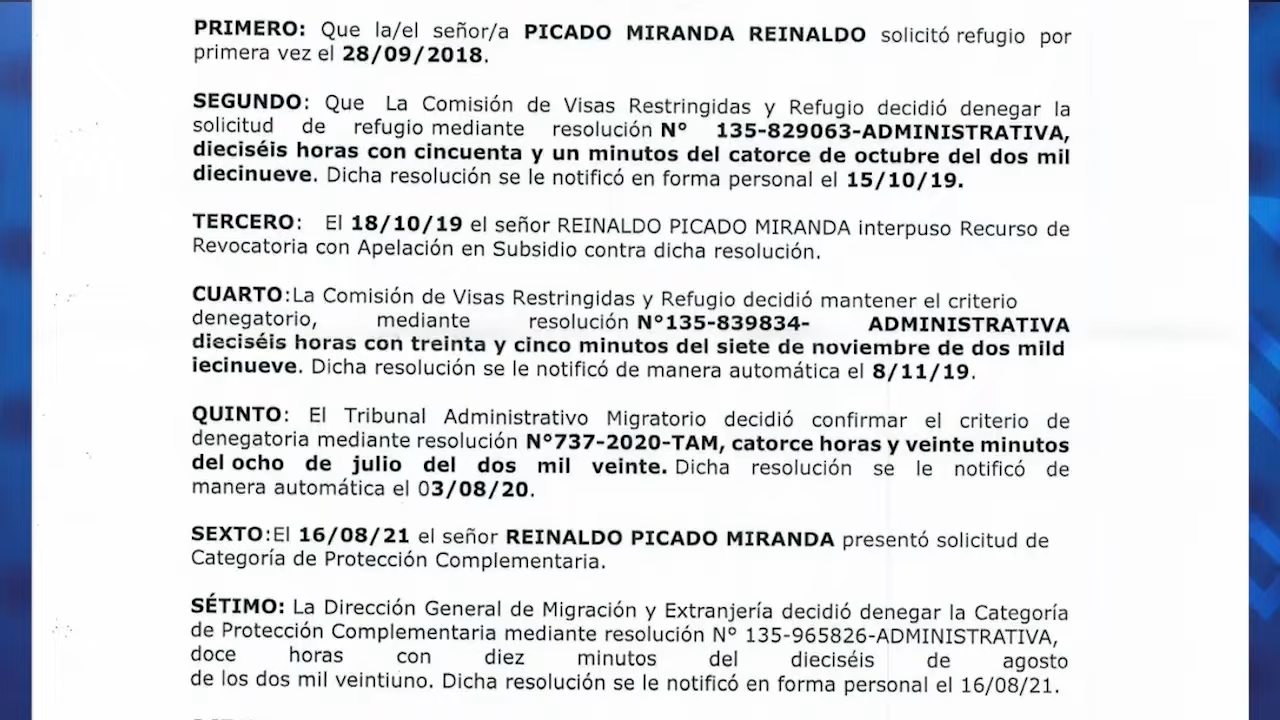 PRIMERO: Que la/el señor/a PICADO MIRANDA REINALDO solicitó refugio por
primera vez el 28/09/2018.
SEGUNDO: Que La Comisión de Visas Restringidas y Refugio decidió denegar la
solicitud de refugio mediante resolución Nº 135-829063-ADMINISTRATIVA,
dieciséis horas con cincuenta y un minutos del catorce de octubre del dos mil
diecinueve. Dicha resolución se le notificó en forma personal el 15/10/19.
TERCERO: El 18/10/19 el señor REINALDO PICADO MIRANDA interpuso Recurso de
Revocatoria con Apelación en Subsidio contra dicha resolución.
CUARTO:La Comisión de Visas Restringidas y Refugio decidió mantener el criterio
denegatorio, mediante resolución Nº135-839834- ADMINISTRATIVA
dieciséis horas con treinta y cinco minutos del siete de noviembre de dos mild
iecinueve. Dicha resolución se le notificó de manera automática el 8/11/19.
QUINTO: El Tribunal Administrativo Migratorio decidió confirmar el criterio de
denegatoria mediante resolución Nº737-2020-TAM, catorce horas y veinte minutos
del ocho de julio del dos mil veinte. Dicha resolución se le notificó de
manera automática el 03/08/20.
SEXTO:El 16/08/21 el señor REINALDO PICADO MIRANDA presentó solicitud de
Categoría de Protección Complementaria.
SÉTIMO: La Dirección General de Migración y Extranjería decidió denegar la Categoría
de Protección Complementaria mediante resolución Nº 135-965826-ADMINISTRATIVA,
doce horas con diez minutos del dieciséis de agosto
de los dos mil veintiuno. Dicha resolución se le notificó en forma personal el 16/08/21.